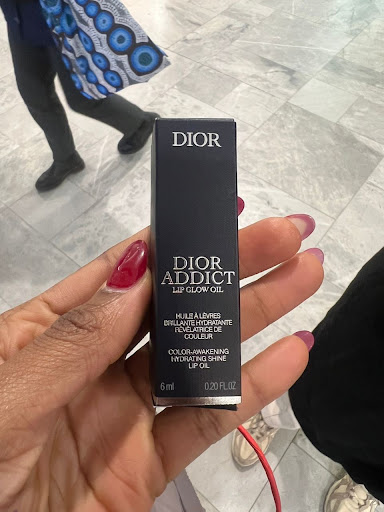 DIOR
DIOR
ADDICT
LIP GLOW OIL
HUILE À LÈVRES
BRILLANTE HYDRATANTE
RÉVÉLATRICE DE
COULEUR
COLOR-AWAKENING
HYDRATING SHINE
LIP OIL
6 ml 0.20 FL.OZ